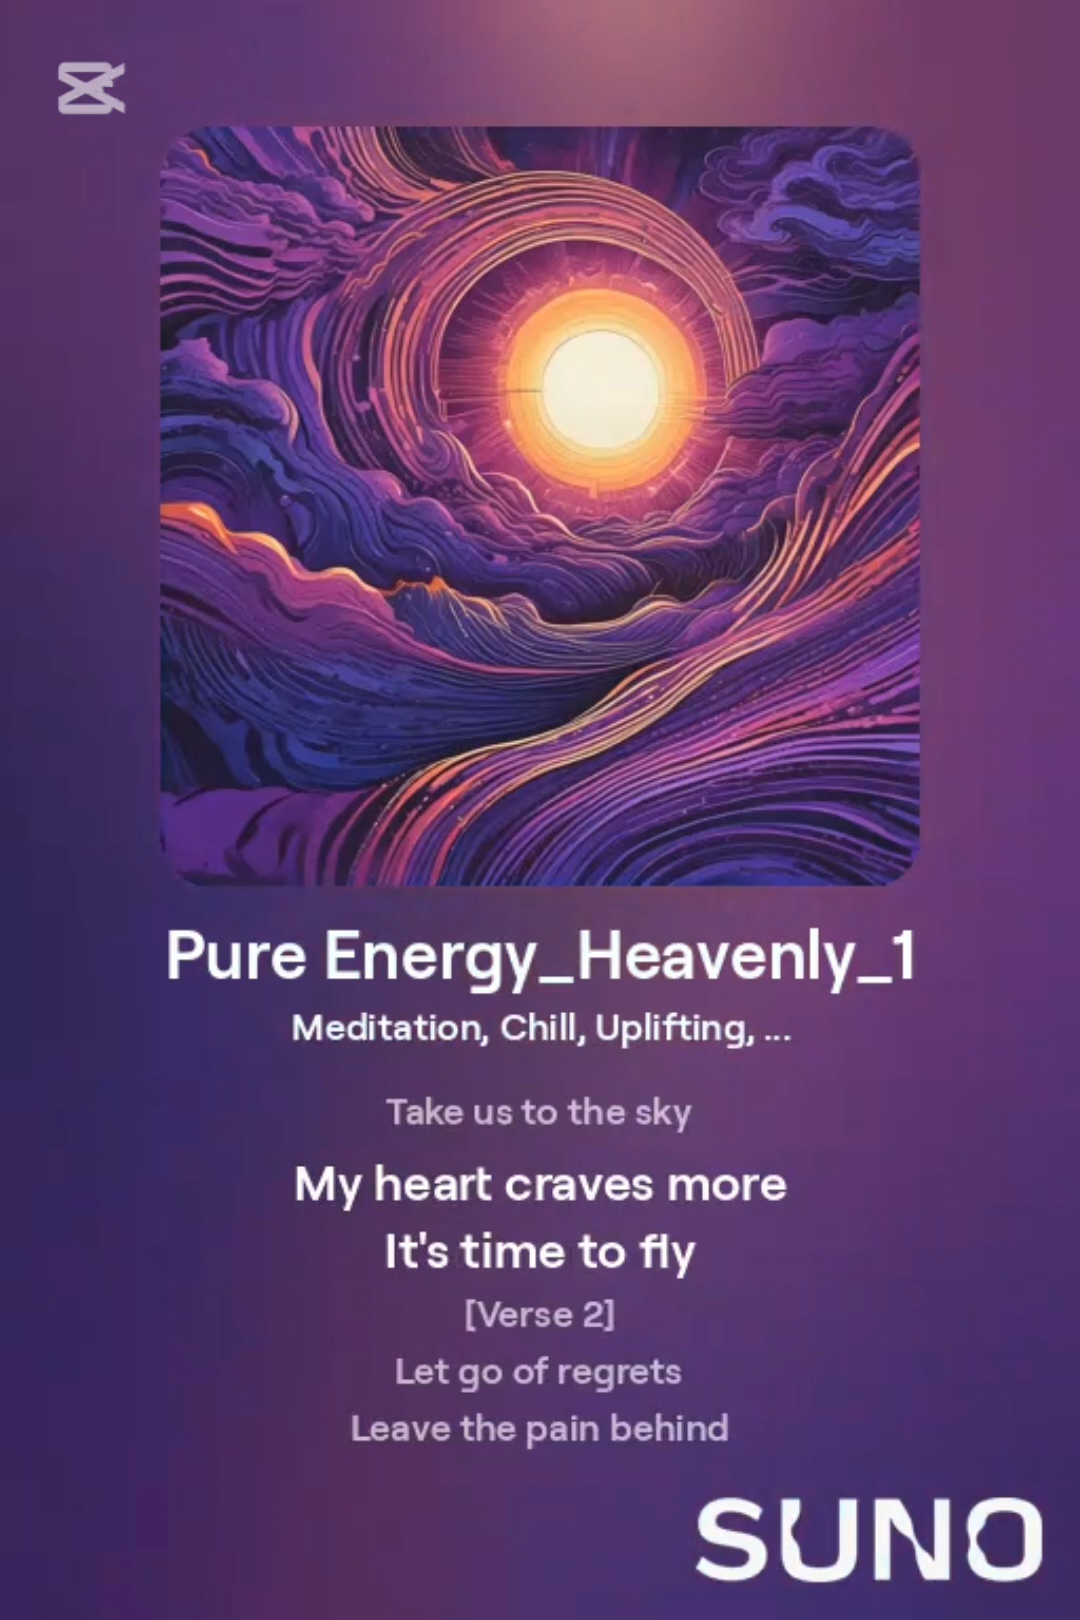 Pure Energy_Heavenly_1
Meditation, Chill, Uplifting, ...
Take us to the sky
My heart craves more
It's time to fly
[Verse 2]
Let go of regrets
Leave the pain behind
SUNO